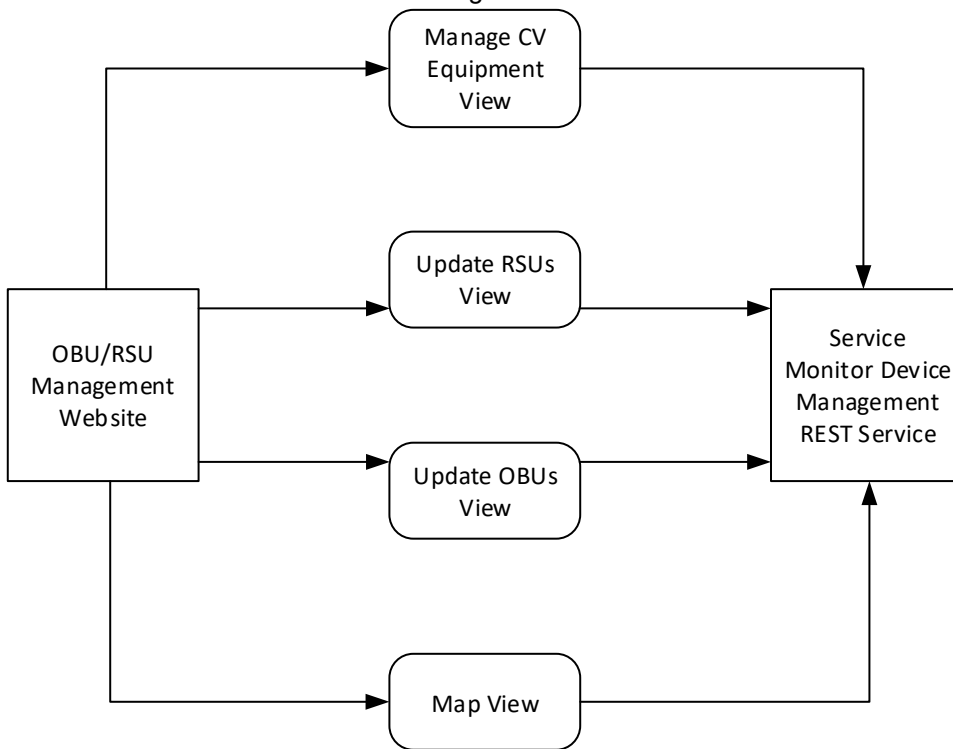 Manage CV
Equipment
View
Update RSUs
View
OBU/RSU
Management
Website
Service
Monitor Device
Management
REST Service
Update OBUs
View
Map View